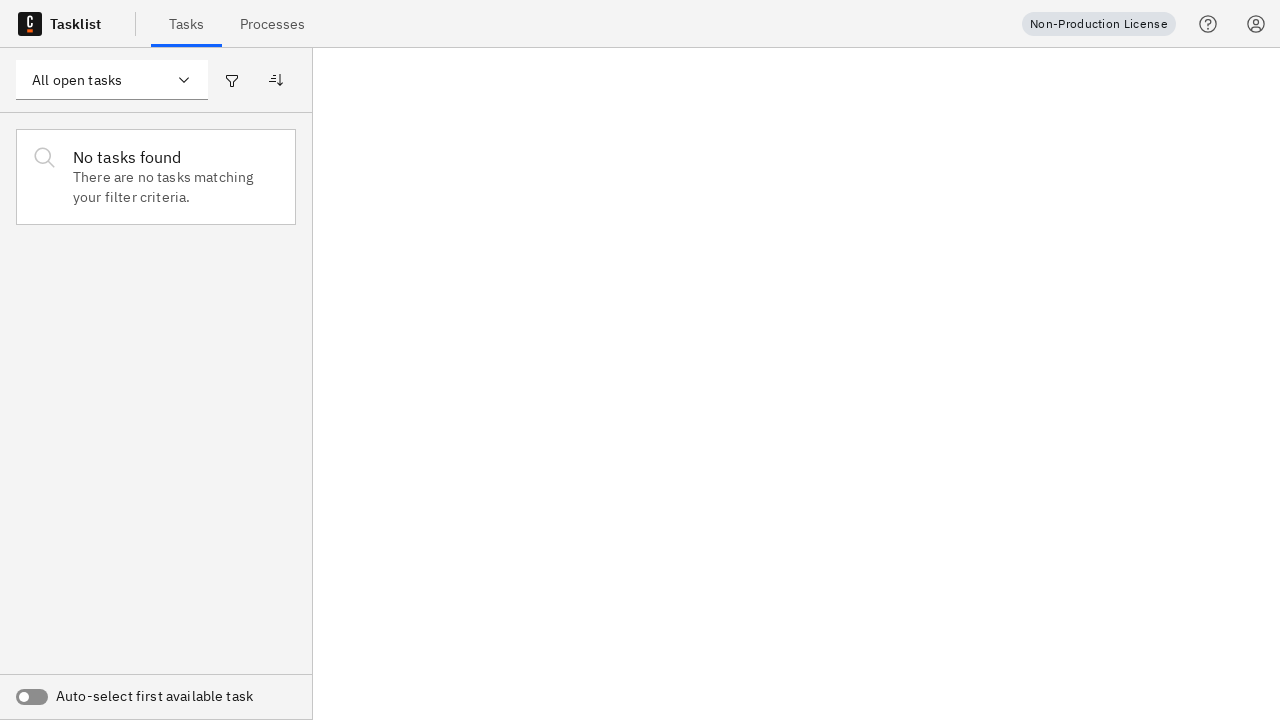 Tasklist
Tasks
Processes
Non-Production License
All open tasks
No tasks found
There are no tasks matching
your filter criteria.
Auto-select first available task